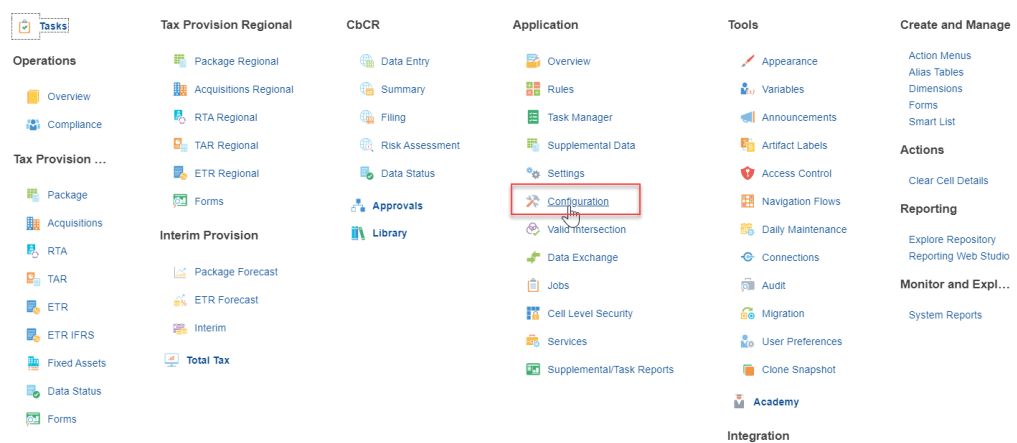 Tasks
Operations
Overview
Compliance
Tax Provision ...
Package
Acquisitions
RTA
TAR
ETR
ETR IFRS
Fixed Assets
Data Status
Forms
Tax Provision Regional
Package Regional
Acquisitions Regional
RTA Regional
TAR Regional
ETR Regional
Forms
Interim Provision
Package Forecast
ETR Forecast
Interim
Total Tax
CbCR
Data Entry
Summary
Filing
Risk Assessment
Data Status
Approvals
Library
Application
Overview
Rules
Task Manager
Supplemental Data
Settings
Configuration
Valid Intersection
Data Exchange
Jobs
Cell Level Security
Services
Supplemental/Task Reports
Tools
Appearance
Variables
Announcements
Artifact Labels
Access Control
Navigation Flows
Daily Maintenance
Connections
Audit
Migration
User Preferences
Clone Snapshot
Academy
Integration
Create and Manage
Action Menus
Alias Tables
Dimensions
Forms
Smart List
Actions
Clear Cell Details
Reporting
Explore Repository
Reporting Web Studio
Monitor and Expl...
System Reports